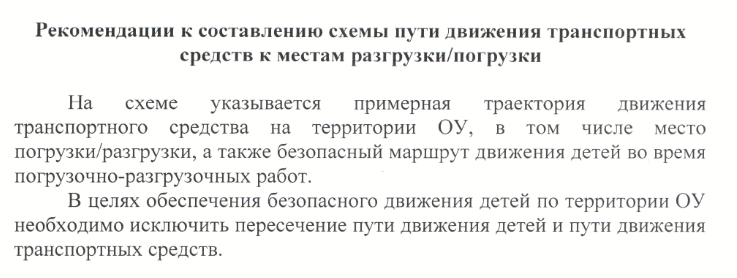 Рекомендации к составлению схемы пути движения транспортных
средств к местам разгрузки/погрузки
На схеме указывается примерная траектория движения
транспортного средства на территории ОУ, в том числе место
погрузки/разгрузки, а также безопасный маршрут движения детей во время
погрузочно-разгрузочных работ.
В целях обеспечения безопасного движения детей по территории ОУ
необходимо исключить пересечение пути движения детей и пути движения
транспортных средств.